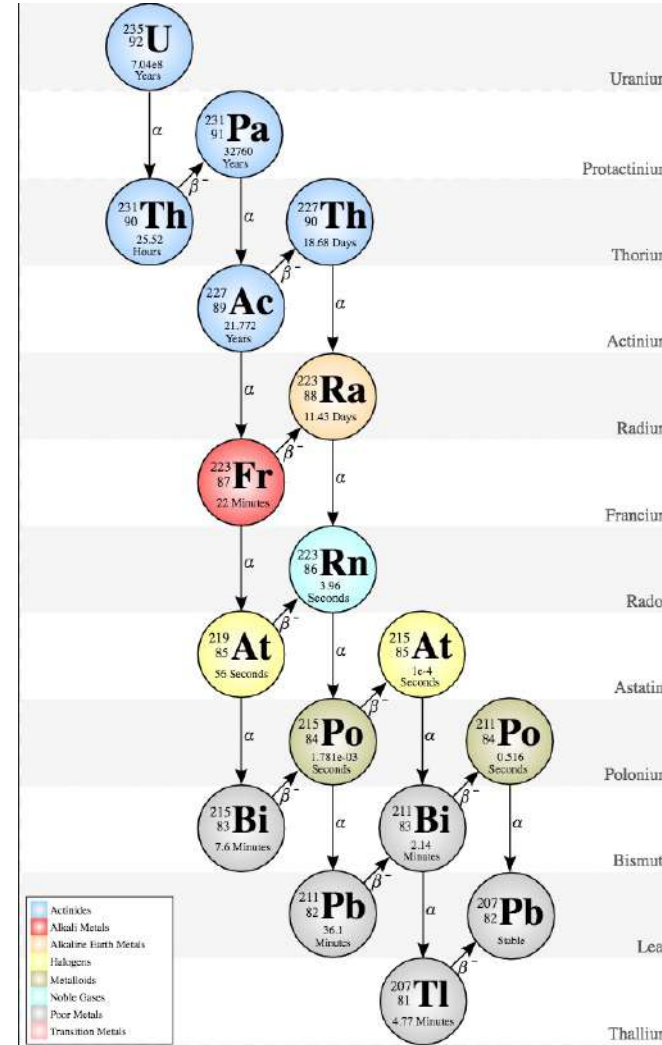 235
92 U
7.04e8
Years
Uranium
α
231
91 Pa
32760
Years
Protactinium
β⁻
231
90 Th
25.52
Hours
α
227
90 Th
18.68 Days
Thorium
β⁻
227
89 Ac
21.772
Years
α
Actinium
α
223
88 Ra
11.43 Days
Radium
β⁻
223
87 Fr
22 Minutes
α
Francium
α
223
86 Rn
3.96
Seconds
Rado
β⁻
219
85 At
56 Seconds
α
215
85 At
1e-4
Seconds
Astatin
β⁻
α
215
84 Po
1.781e-03
Seconds
α
211
84 Po
0.516
Seconds
Polonium
β⁻
β⁻
215
83 Bi
7.6 Minutes
α
211
83 Bi
2.14
Minutes
α
Bismut
β⁻
211
82 Pb
36.1
Minutes
α
207
82 Pb
Stable
Lea
β⁻
207
81 Tl
4.77 Minutes
Thallium
Actinides
Alkali Metals
Alkaline Earth Metals
Halogens
Metalloids
Noble Gases
Poor Metals
Transition Metals